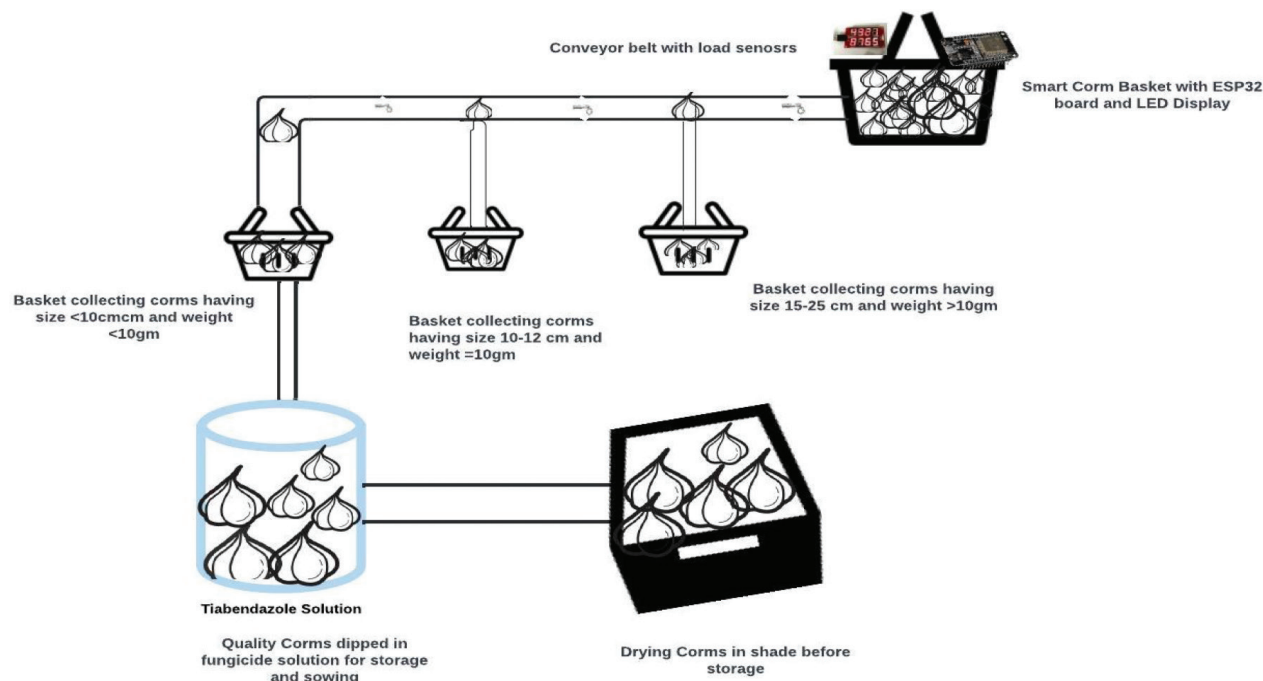 Conveyor belt with load senosrs
4321
8765
Smart Corm Basket with ESP32
board and LED Display
Basket collecting corms having
size <10cmcm and weight
<10gm
Basket collecting corms
having size 10-12 cm and
weight =10gm
Basket collecting corms having
size 15-25 cm and weight >10gm
Tiabendazole Solution
Quality Corms dipped in
fungicide solution for storage
and sowing
Drying Corms in shade before
storage